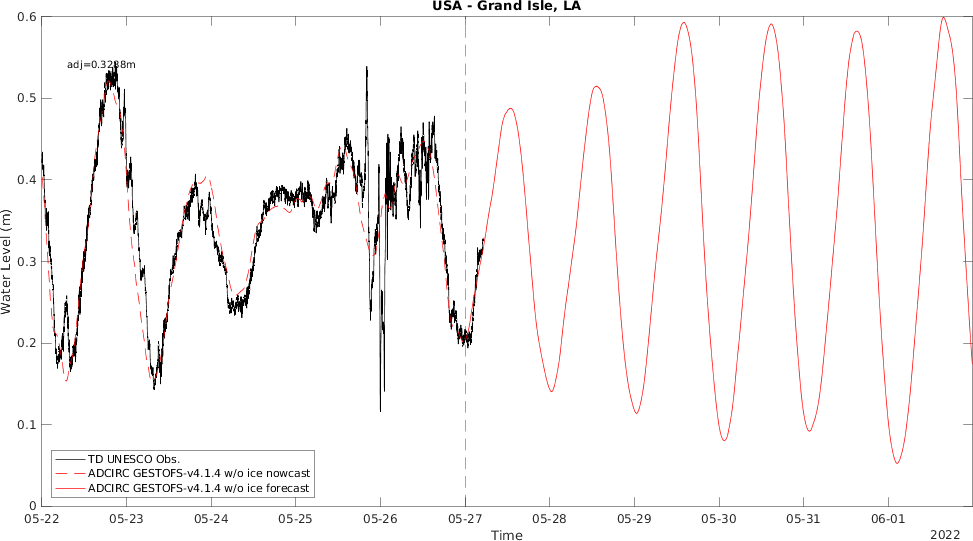 USA - Grand Isle, LA
adj=0.3238m
0.6
0.5
0.4
0.3
0.2
0.1
0
Water Level (m)
TD UNESCO Obs.
ADCIRC GESTOFS-v4.1.4 w/o ice nowcast
ADCIRC GESTOFS-v4.1.4 w/o ice forecast
05-22 05-23 05-24 05-25 05-26 05-27 05-28 05-29 05-30 05-31 06-01
Time
2022